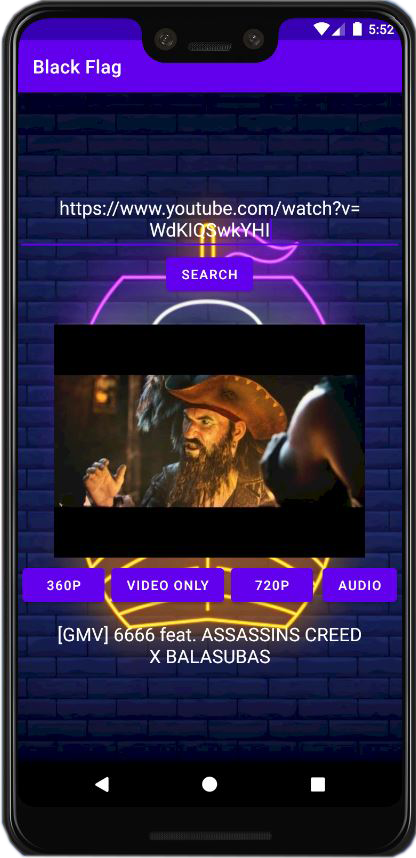 5:52
Black Flag
https://www.youtube.com/watch?v=
WdKIQSwkYHI
SEARCH
360P VIDEO ONLY 720P AUDIO
[GMV] 6666 feat. ASSASSINS CREED
X BALASUBAS